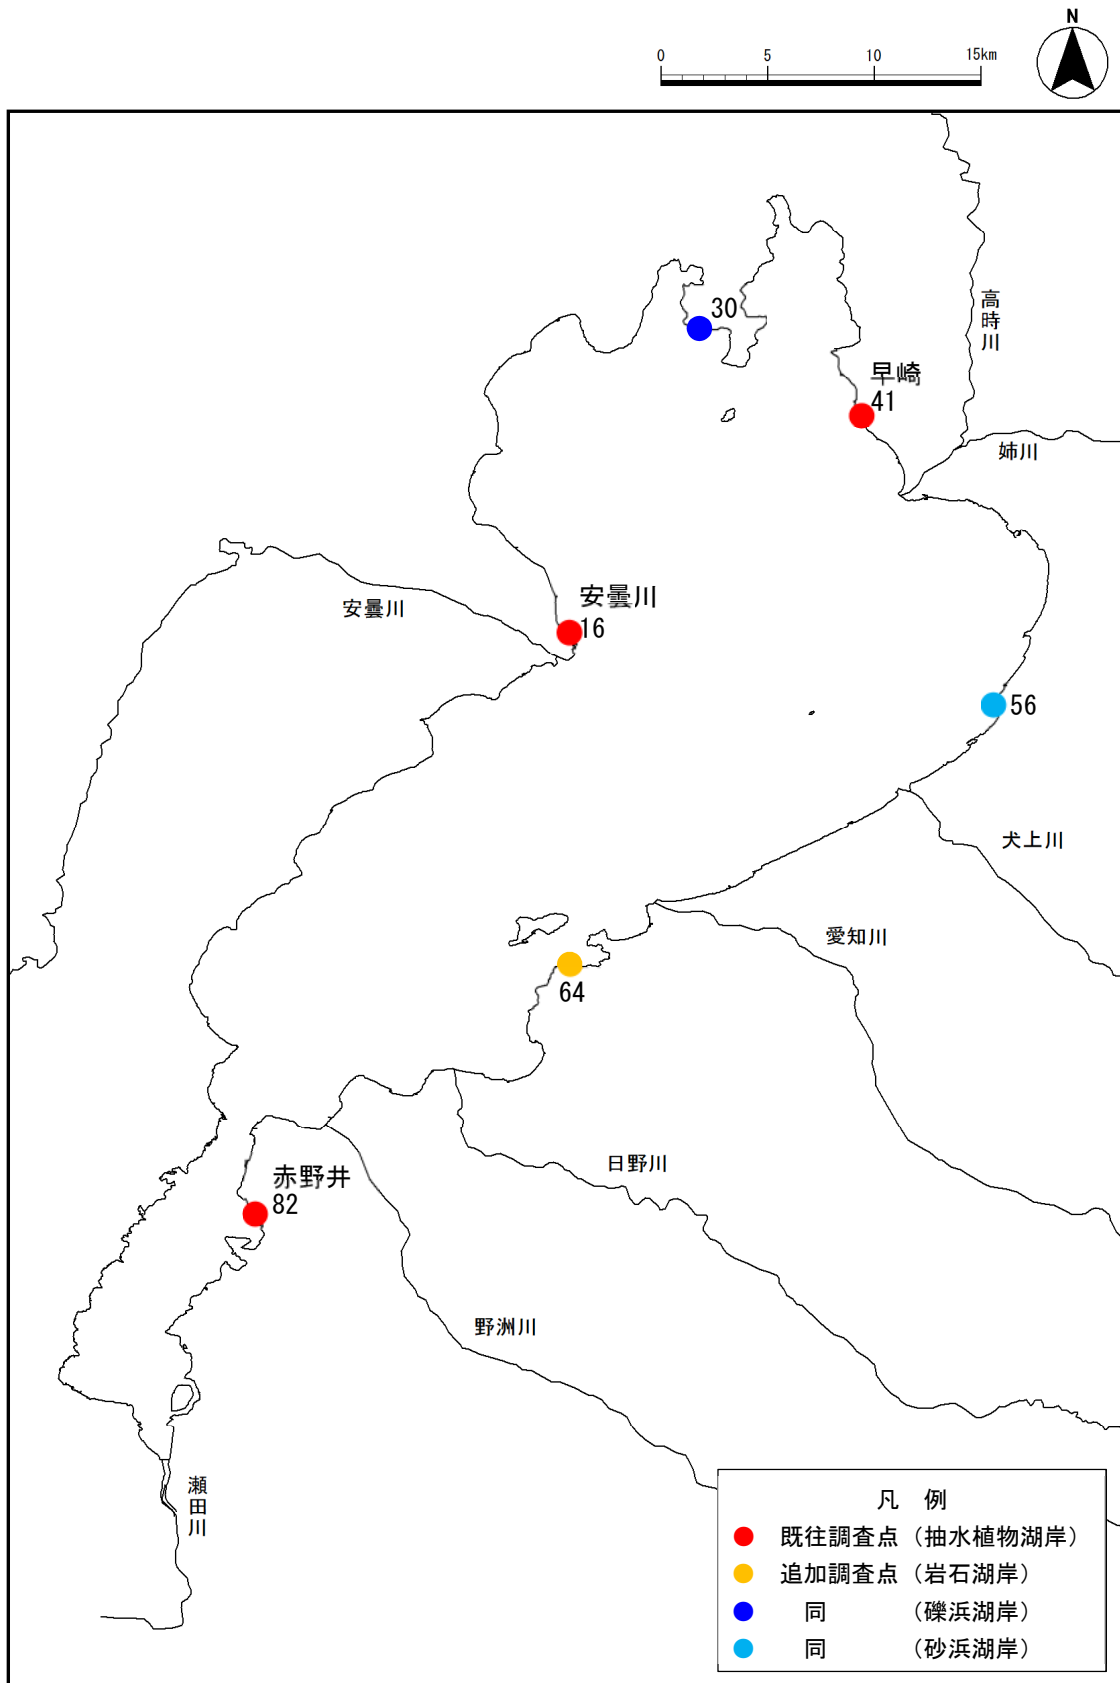 N
0 5 10 15km
高時川
30
早崎
41
姉川
安曇川
安曇川
16
56
犬上川
愛知川
64
日野川
赤野井
82
野洲川
瀬田川
凡 例
既往調査点（抽水植物湖岸）
追加調査点（岩石湖岸）
同 （礫浜湖岸）
同 （砂浜湖岸）